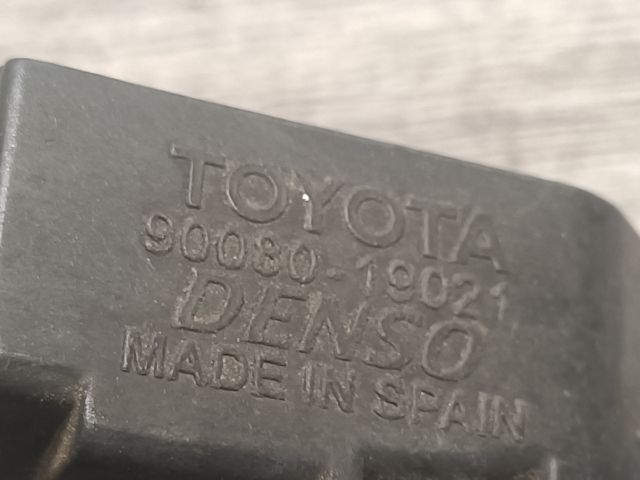 TOYOTA
90080-19021
DENSO
MADE IN SPAIN